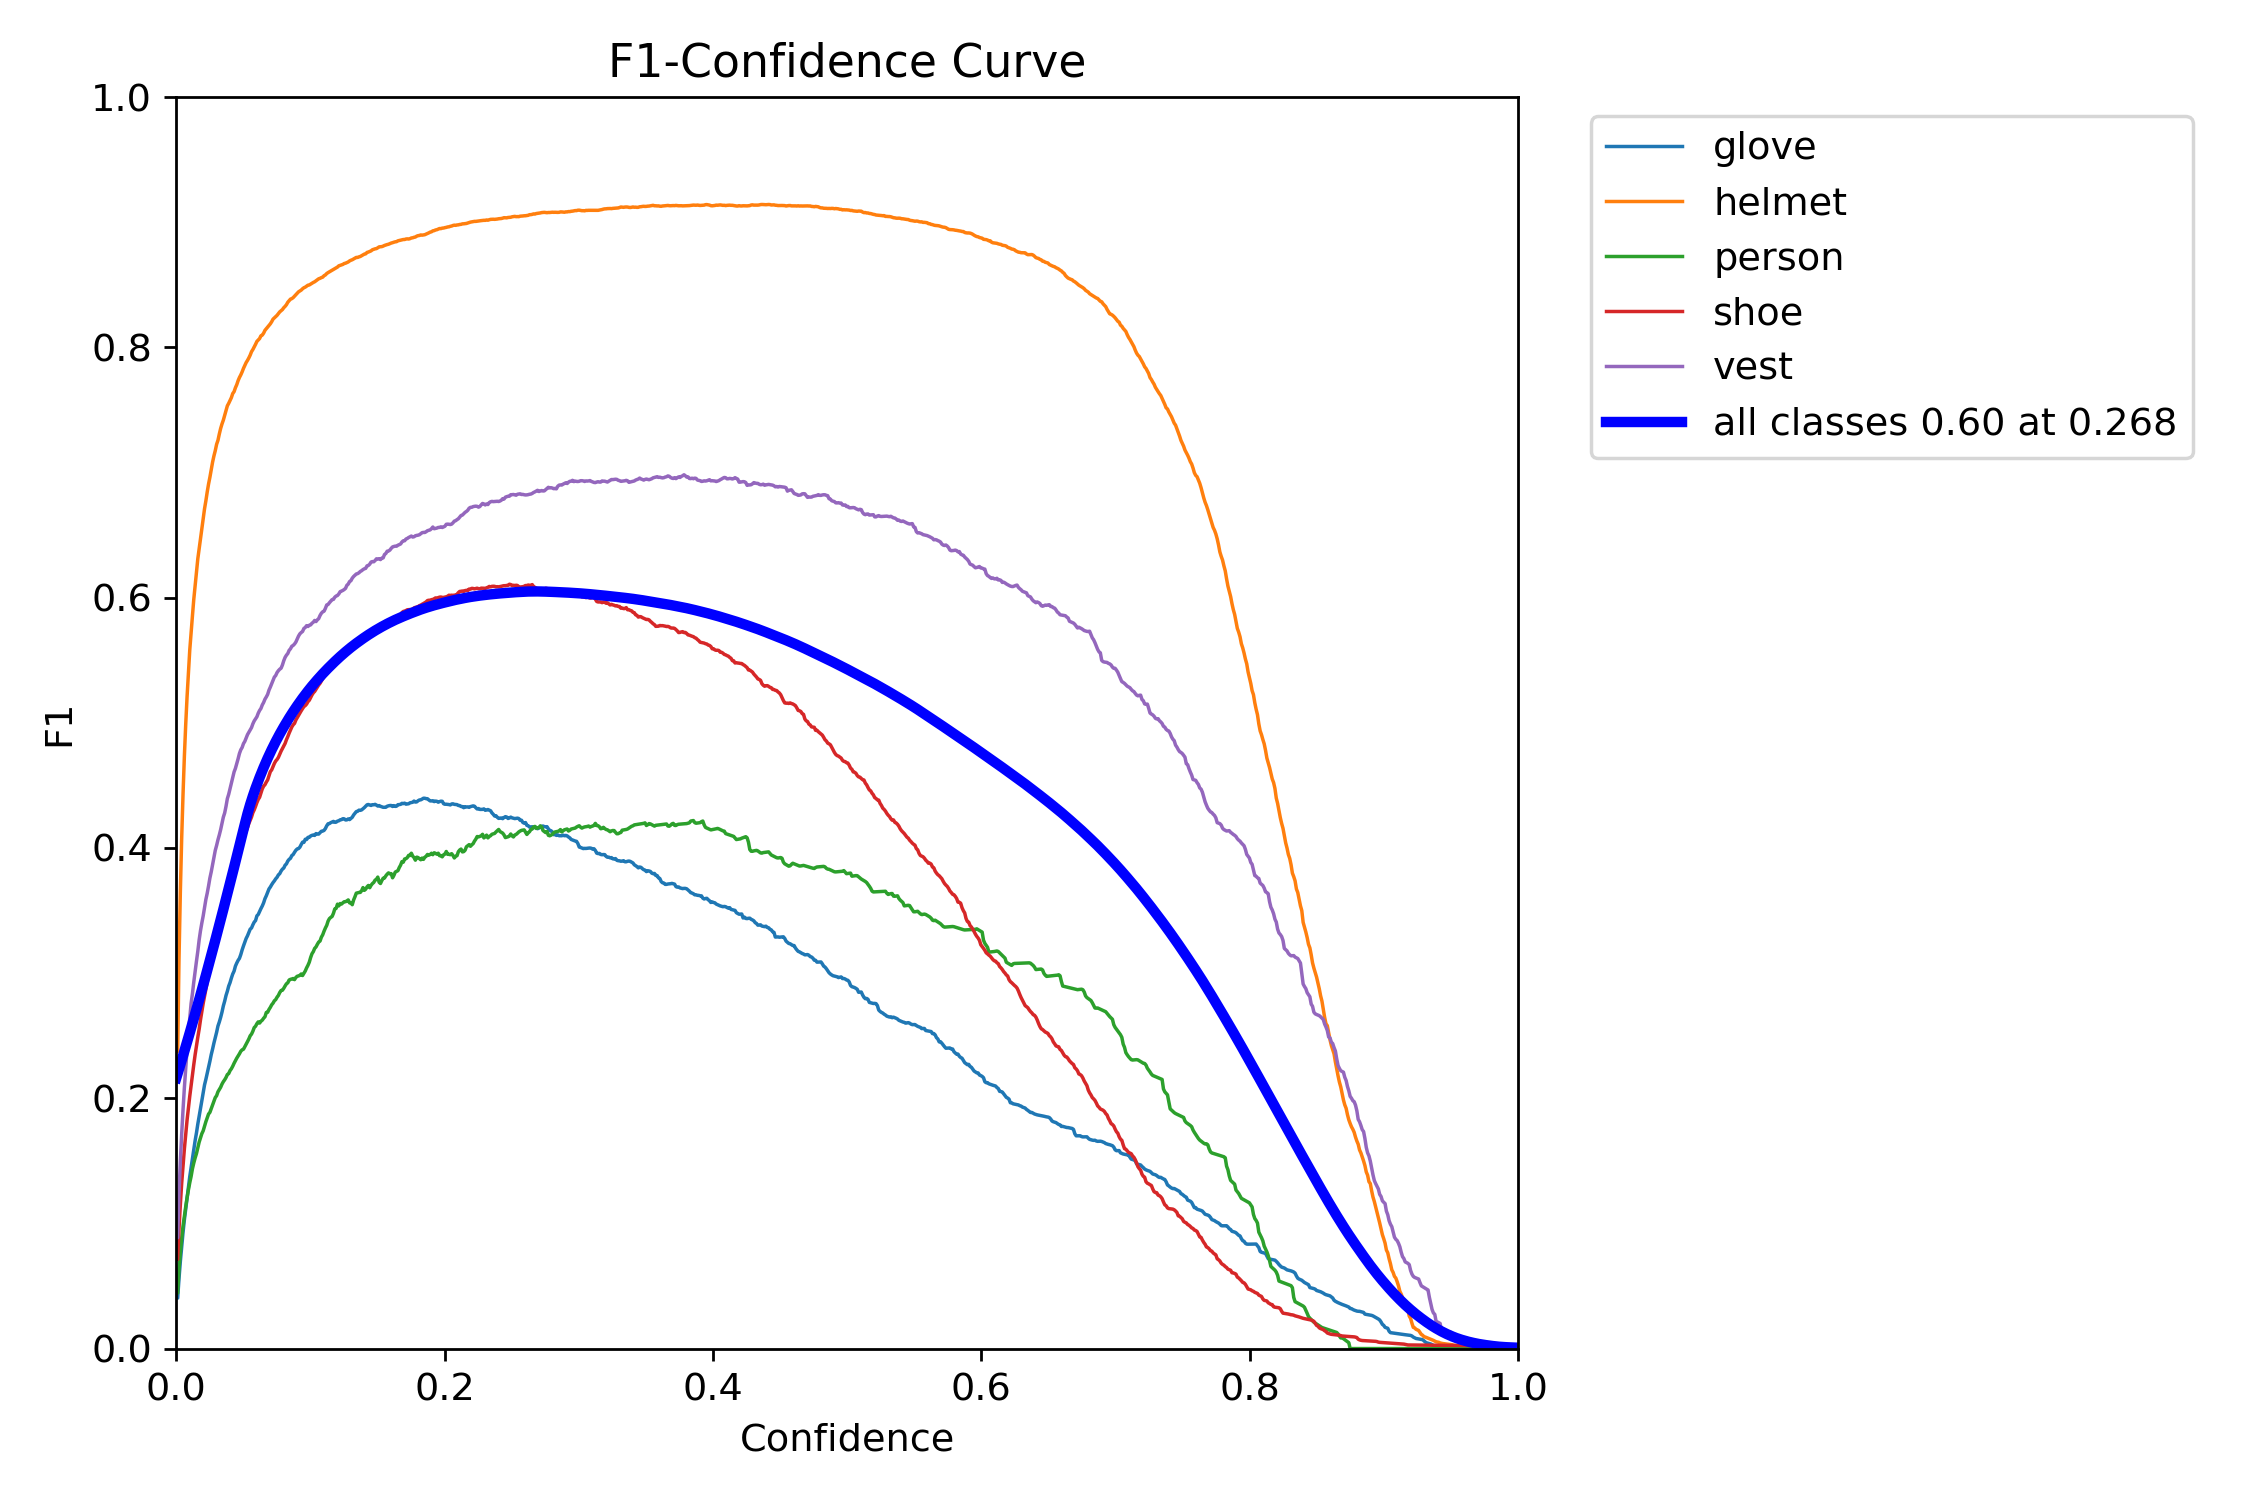 F1-Confidence Curve
1.0
0.8
0.6
0.4
0.2
0.0
F1
0.0 0.2 0.4 0.6 0.8 1.0
Confidence
glove
helmet
person
shoe
vest
all classes 0.60 at 0.268